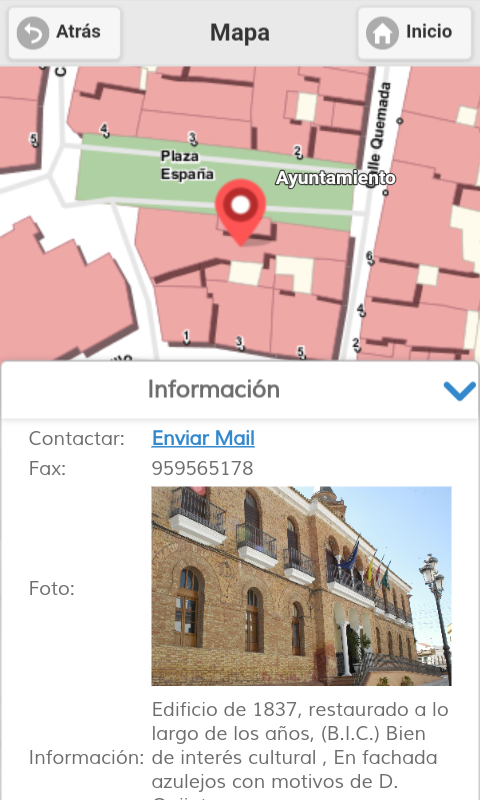 Atrás
Mapa
Inicio
5
4
3
2
Plaza
España
Ayuntamiento
Quemada
6
4
2
1
3
5
Información
Contactar: Enviar Mail
Fax: 959565178
Foto:
Edificio de 1837, restaurado a lo
largo de los años, (B.I.C.) Bien
Información: de interés cultural , En fachada
azulejos con motivos de D.